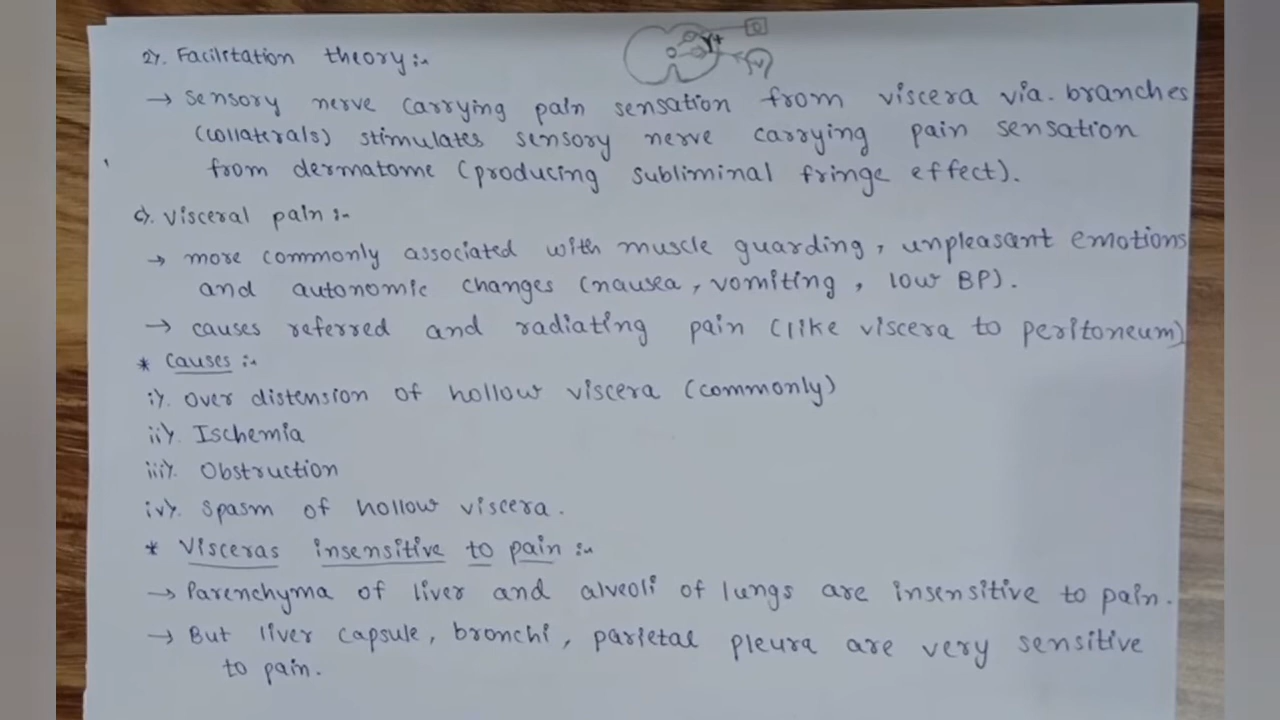 2). Facilitation theory:-
→ sensory nerve carrying pain sensation from viscera via. branches
(collaterals) stimulates sensory nerve carrying pain sensation
from dermatome (producing subliminal fringe effect).
c). Visceral pain:-
→ more commonly associated with muscle guarding, unpleasant emotions
and autonomic changes (nausea, vomiting, low BP).
→ causes referred and radiating pain (like viscera to peritoneum)
* Causes:-
i). Over distension of hollow viscera (commonly)
ii). Ischemia
iii). Obstruction
iv). Spasm of hollow viscera.
* Visceras insensitive to pain:-
→ Parenchyma of liver and alveoli of lungs are insensitive to pain.
→ But liver capsule, bronchi, parietal pleura are very sensitive
to pain.